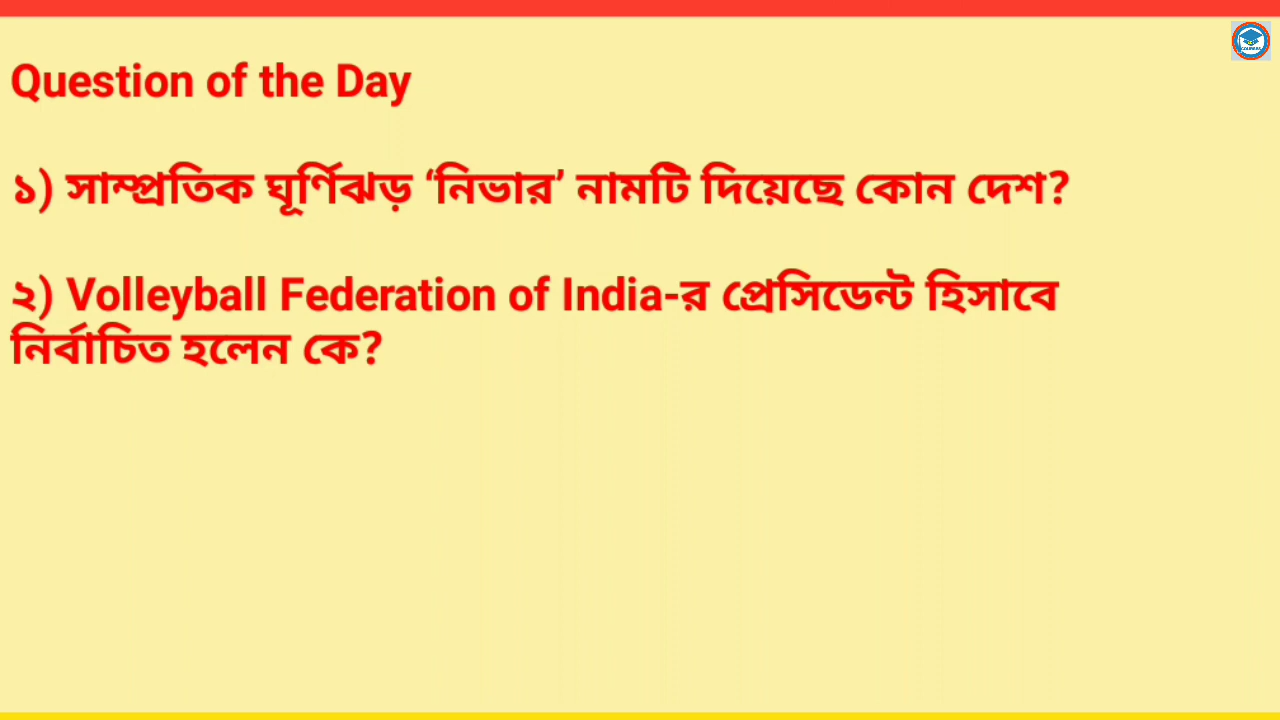 Question of the Day
১) সাম্প্রতিক ঘূর্ণিঝড় ‘নিভার’ নামটি দিয়েছে কোন দেশ?
২) Volleyball Federation of India-র প্রেসিডেন্ট হিসাবে
নির্বাচিত হলেন কে?